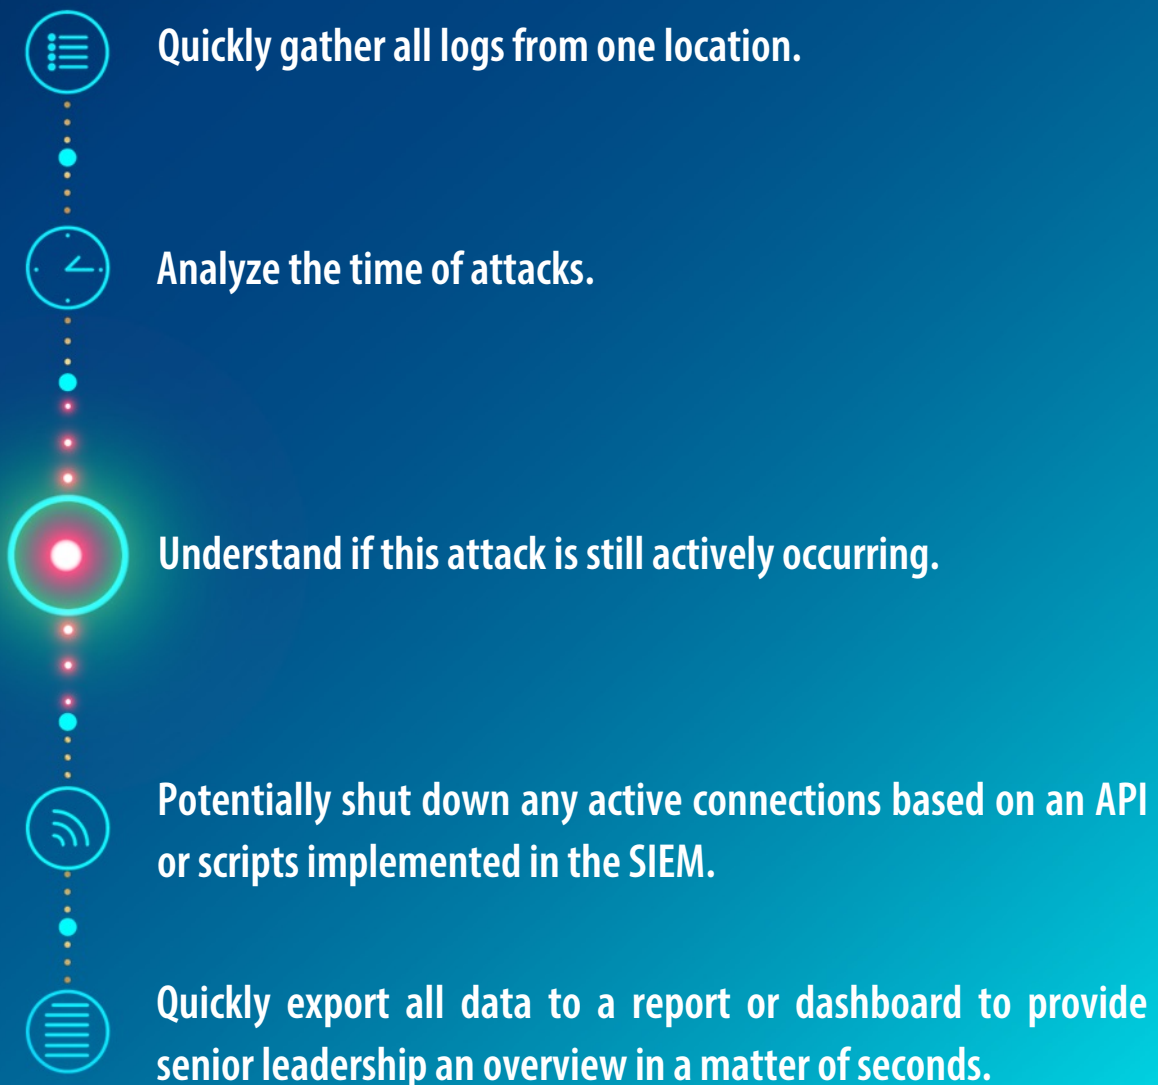 Quickly gather all logs from one location.
Analyze the time of attacks.
Understand if this attack is still actively occurring.
Potentially shut down any active connections based on an API
or scripts implemented in the SIEM.
Quickly export all data to a report or dashboard to provide
senior leadership an overview in a matter of seconds.